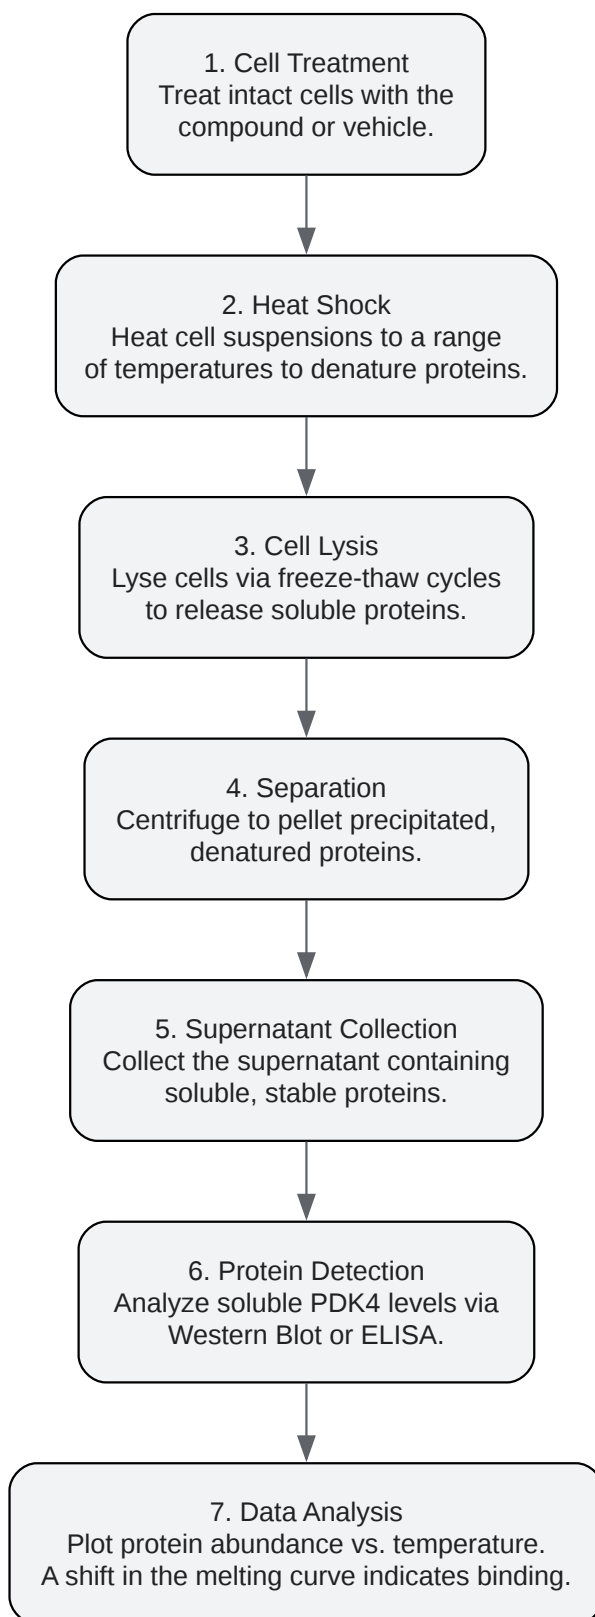 1. Cell Treatment
Treat intact cells with the
compound or vehicle.
2. Heat Shock
Heat cell suspensions to a range
of temperatures to denature proteins.
3. Cell Lysis
Lyse cells via freeze-thaw cycles
to release soluble proteins.
4. Separation
Centrifuge to pellet precipitated,
denatured proteins.
5. Supernatant Collection
Collect the supernatant containing
soluble, stable proteins.
6. Protein Detection
Analyze soluble PDK4 levels via
Western Blot or ELISA.
7. Data Analysis
Plot protein abundance vs. temperature.
A shift in the melting curve indicates binding.